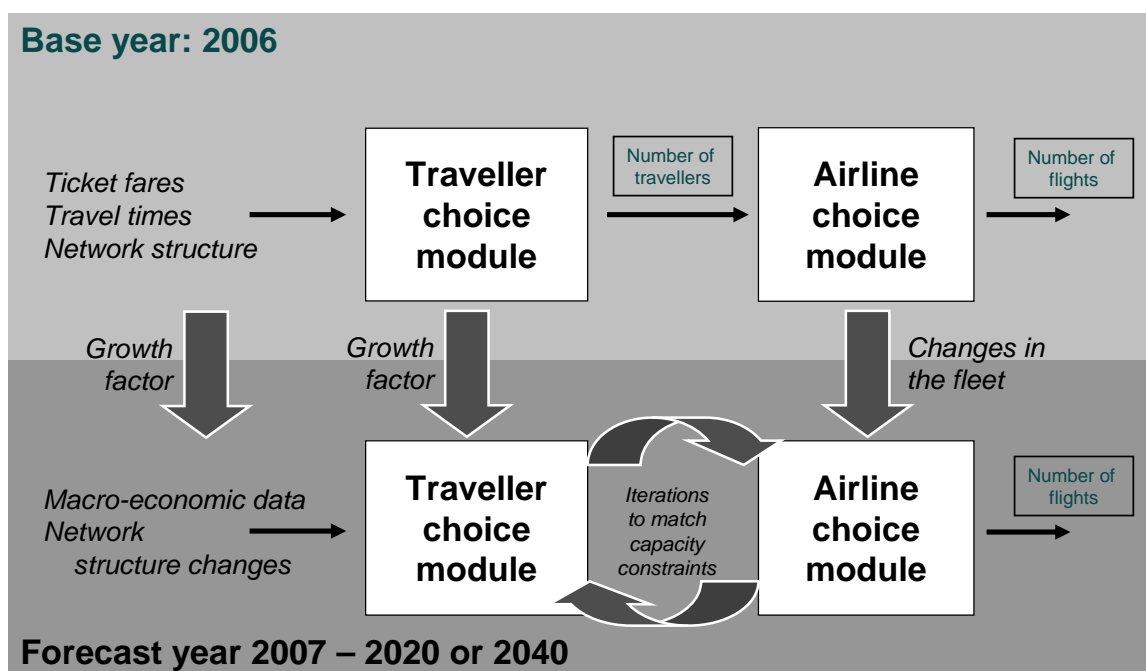 Base year: 2006
Ticket fares
Travel times
Network structure
Traveller
choice
module
Number of
travellers
Airline
choice
module
Number of
flights
Growth
factor
Growth
factor
Changes in
the fleet
Macro-economic data
Network
structure changes
Traveller
choice
module
Iterations
to match
capacity
constraints
Airline
choice
module
Number of
flights
Forecast year 2007 – 2020 or 2040